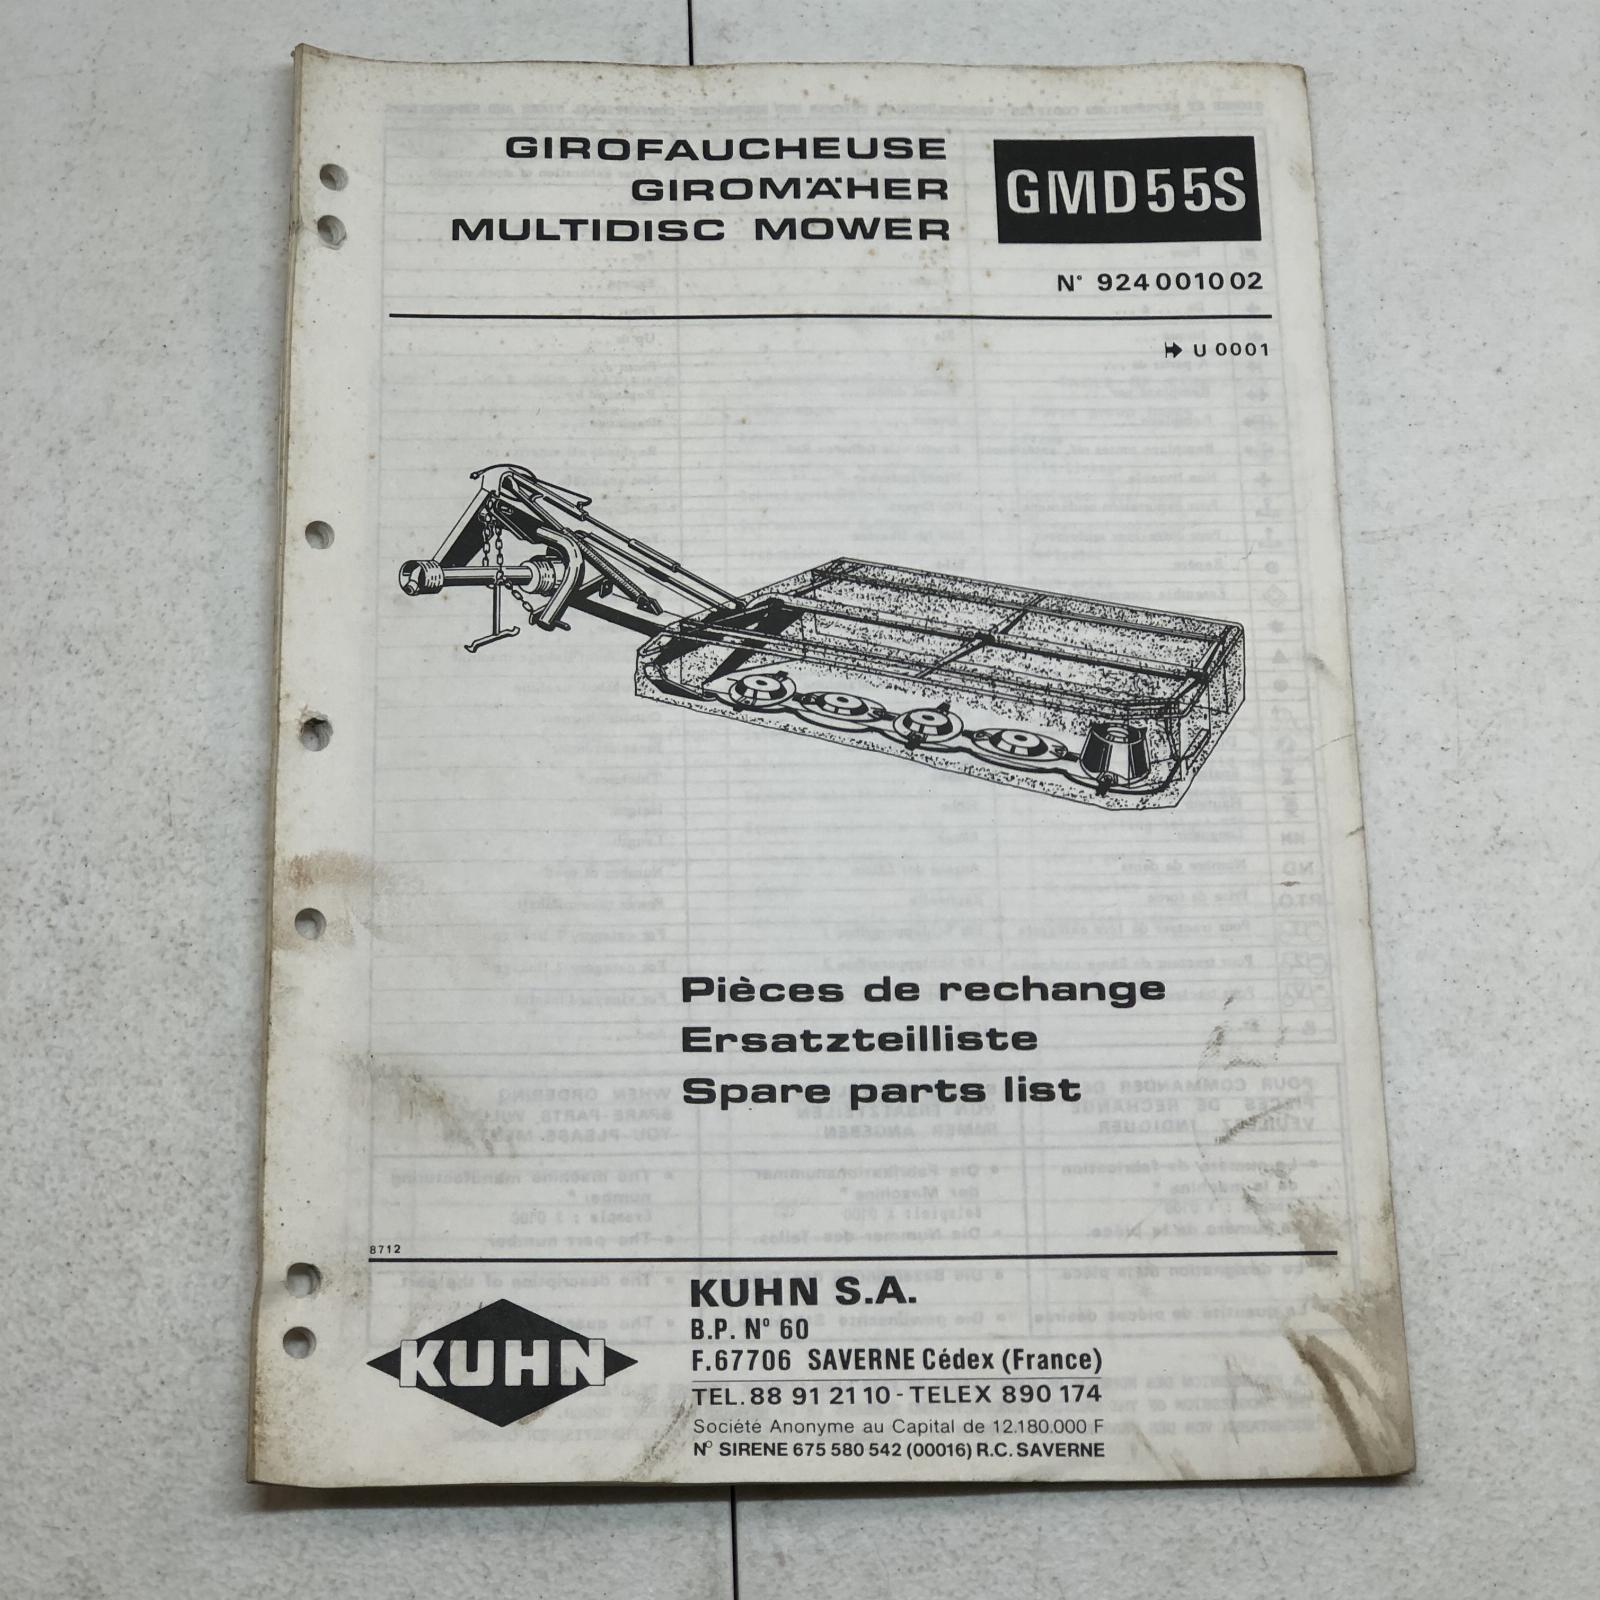 GIROFAUCHEUSE
GIROMÄHER
MULTIDISC MOWER
GMD55S
N° 924 001 0 02
U 0001
Pièces de rechange
Ersatzteilliste
Spare parts list
8712
KUHN
KUHN S.A.
B.P. N° 60
F.67706 SAVERNE Cédex (France)
TEL. 88 91 21 10 - TELEX 890 174
Société Anonyme au Capital de 12.180.000 F
N° SIRENE 675 580 542 (00016) R.C. SAVERNE